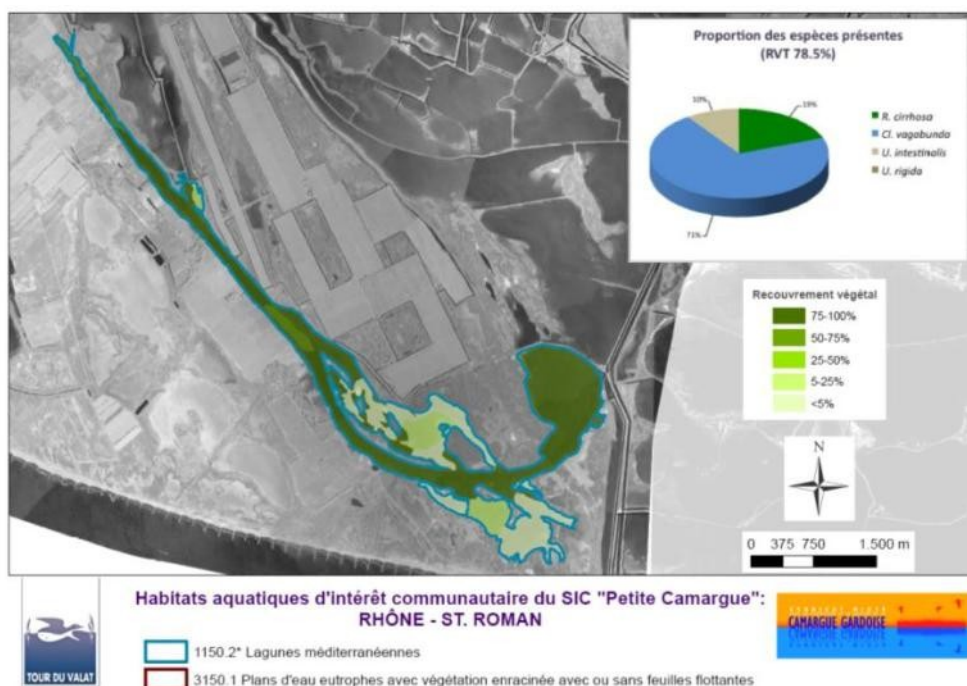 Proportion des espèces présentes
(RVT 78.5%)
10%
19%
71%
R. cirrhosa
Cl. vagabunda
U. intestinalis
U. rigida
Recouvrement végétal
75-100%
50-75%
25-50%
5-25%
<5%
N
0 375 750 1.500 m
Habitats aquatiques d'intérêt communautaire du SIC "Petite Camargue":
RHÔNE - ST. ROMAN
1150.2* Lagunes méditerranéennes
3150.1 Plans d'eau eutrophes avec végétation enracinée avec ou sans feuilles flottantes
TOUR DU VALAT
CAMARGUE GARDOISE